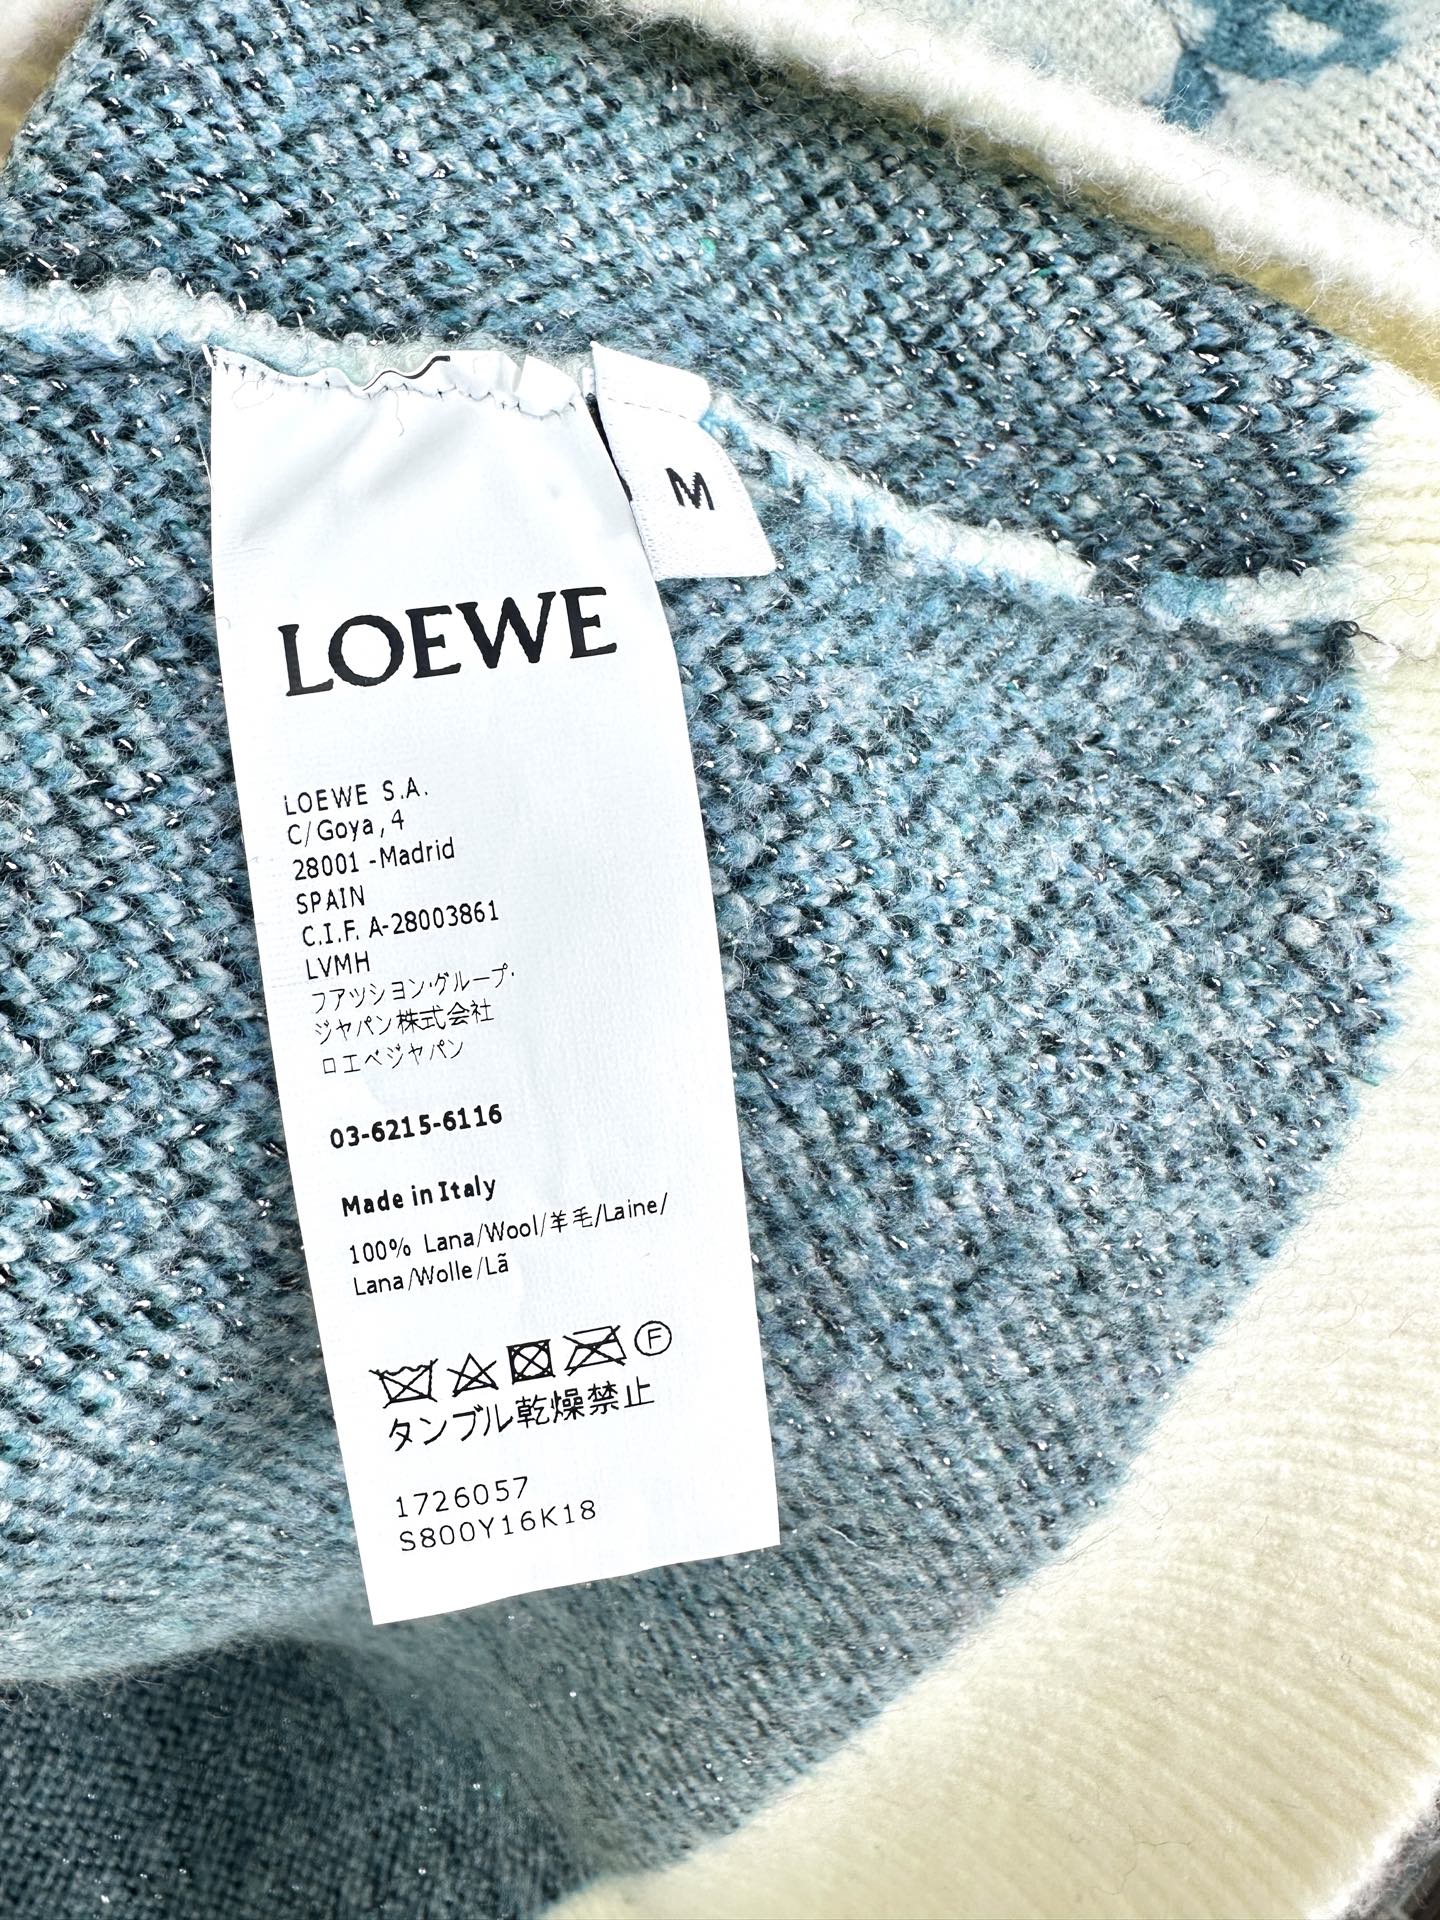 M
LOEWE
LOEWE S.A.
C/Goya, 4
28001 -Madrid
SPAIN
C.I.F. A-28003861
LVMH
フアツシヨン・グループ・
ジヤパン株式会社
ロエベジヤパン
03-6215-6116
Made in Italy
100% Lana/Wool/羊毛/Laine/
Lana/Wolle/Lã
F
タンブル乾燥禁止
1726057
S800Y16K18